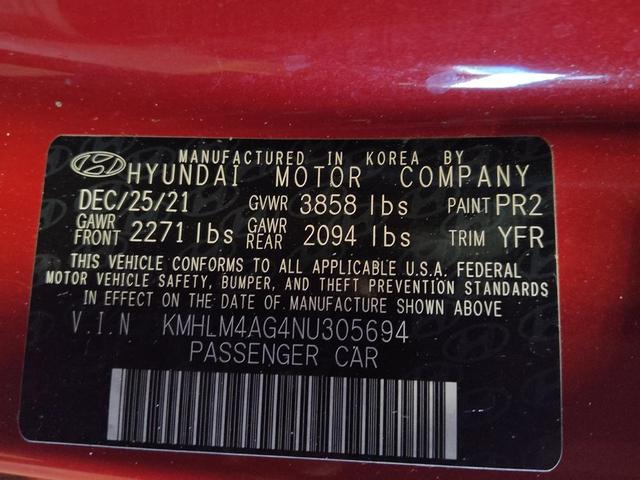 MANUFACTURED IN KOREA BY
HYUNDAI MOTOR COMPANY
DEC/25/21 GVWR 3858 lbs PAINT PR2
GAWR FRONT 2271 lbs GAWR REAR 2094 lbs TRIM YFR
THIS VEHICLE CONFORMS TO ALL APPLICABLE U.S.A. FEDERAL
MOTOR VEHICLE SAFETY, BUMPER, AND THEFT PREVENTION STANDARDS
IN EFFECT ON THE DATE OF MANUFACTURE SHOWN ABOVE
V.I.N KMHLM4AG4NU305694
PASSENGER CAR